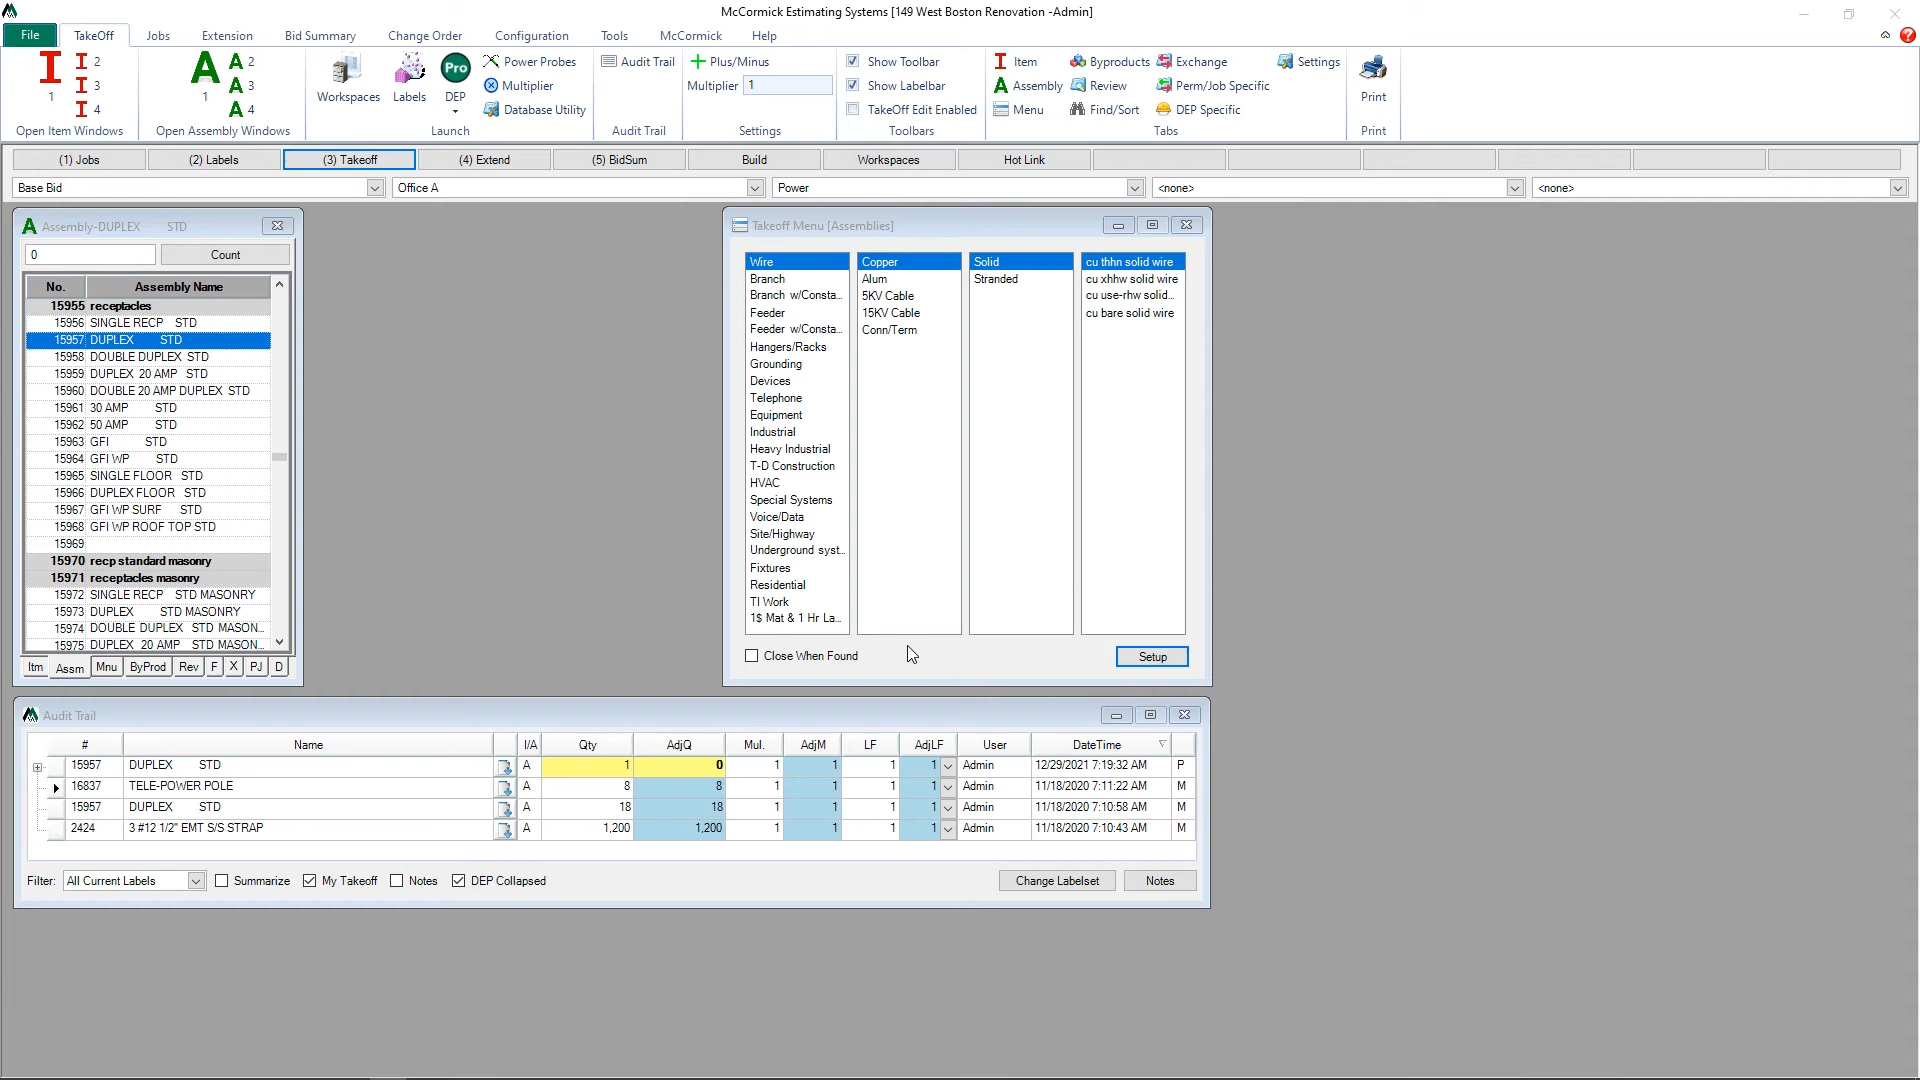 McCormick Estimating Systems [149 West Boston Renovation -Admin]
File TakeOff Jobs Extension Bid Summary Change Order Configuration Tools McCormick Help
1 2 3 4
Open Item Windows
1 2 3 4
Open Assembly Windows
Workspaces Labels Pro DEP
Power Probes
Multiplier
Database Utility
Launch
Audit Trail
Audit Trail
Plus/Minus
Multiplier 1
Settings
Show Toolbar
Show Labelbar
TakeOff Edit Enabled
Toolbars
Item Byproducts Exchange Settings
Assembly Review Perm/Job Specific
Menu Find/Sort DEP Specific
Tabs
Print
Print
(1) Jobs (2) Labels (3) Takeoff (4) Extend (5) BidSum Build Workspaces Hot Link
Base Bid Office A Power <none> <none>
Assembly-DUPLEX STD
0 Count
No. Assembly Name
15955 receptacles
15956 SINGLE RECP STD
15957 DUPLEX STD
15958 DOUBLE DUPLEX STD
15959 DUPLEX 20 AMP STD
15960 DOUBLE 20 AMP DUPLEX STD
15961 30 AMP STD
15962 50 AMP STD
15963 GFI STD
15964 GFI WP STD
15965 SINGLE FLOOR STD
15966 DUPLEX FLOOR STD
15967 GFI WP SURF STD
15968 GFI WP ROOF TOP STD
15969
15970 recp standard masonry
15971 receptacles masonry
15972 SINGLE RECP STD MASONRY
15973 DUPLEX STD MASONRY
15974 DOUBLE DUPLEX STD MASON...
15975 DUPLEX 20 AMP STD MASON...
Itm Assm Mnu ByProd Rev F X PJ D
Takeoff Menu [Assemblies]
Wire
Branch
Branch w/Consta...
Feeder
Feeder w/Consta...
Hangers/Racks
Grounding
Devices
Telephone
Equipment
Industrial
Heavy Industrial
T-D Construction
HVAC
Special Systems
Voice/Data
Site/Highway
Underground syst...
Fixtures
Residential
TI Work
1$ Mat & 1 Hr La...
Copper
Alum
5KV Cable
15KV Cable
Conn/Term
Solid
Stranded
cu thhn solid wire
cu xhhw solid wire
cu use-rhw solid...
cu bare solid wire
Close When Found Setup
Audit Trail
# Name I/A Qty AdjQ Mul. AdjM LF AdjLF User DateTime
15957 DUPLEX STD A 1 0 1 1 1 1 Admin 12/29/2021 7:19:32 AM P
16837 TELE-POWER POLE A 8 8 1 1 1 1 Admin 11/18/2020 7:11:22 AM M
15957 DUPLEX STD A 18 18 1 1 1 1 Admin 11/18/2020 7:10:58 AM M
2424 3 #12 1/2" EMT S/S STRAP A 1,200 1,200 1 1 1 1 Admin 11/18/2020 7:10:43 AM M
Filter: All Current Labels Summarize My Takeoff Notes DEP Collapsed Change Labelset Notes